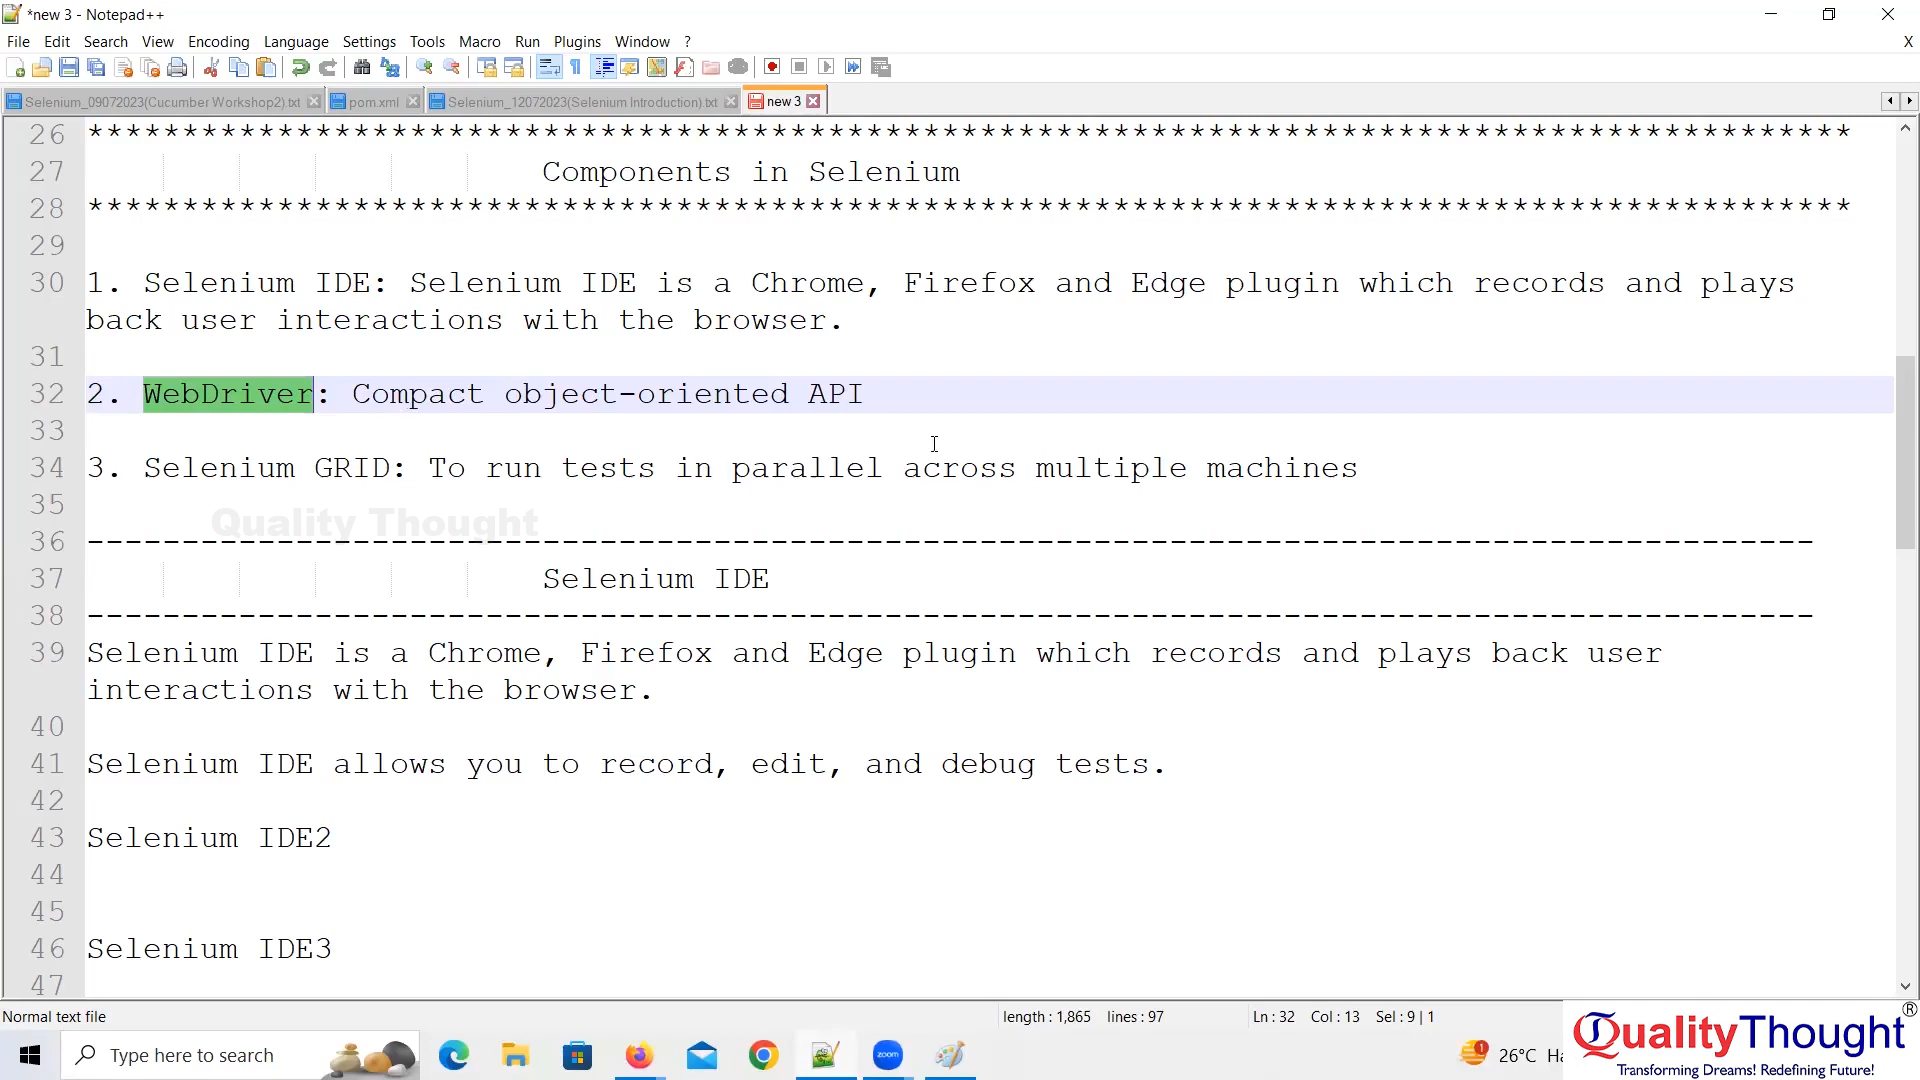 *new 3 - Notepad++
File Edit Search View Encoding Language Settings Tools Macro Run Plugins Window ? X
Selenium_09072023(Cucumber Workshop2).txt pom.xml Selenium_12072023(Selenium Introduction).txt new 3
26 *********************************************************************************************
27 Components in Selenium
28 *********************************************************************************************
29
30 1. Selenium IDE: Selenium IDE is a Chrome, Firefox and Edge plugin which records and plays
back user interactions with the browser.
31
32 2. WebDriver: Compact object-oriented API
33
34 3. Selenium GRID: To run tests in parallel across multiple machines
35
Quality Thought
36 -------------------------------------------------------------------------------------------
37 Selenium IDE
38 -------------------------------------------------------------------------------------------
39 Selenium IDE is a Chrome, Firefox and Edge plugin which records and plays back user
interactions with the browser.
40
41 Selenium IDE allows you to record, edit, and debug tests.
42
43 Selenium IDE2
44
45
46 Selenium IDE3
47
Normal text file length : 1,865 lines : 97 Ln : 32 Col : 13 Sel : 9 | 1
Type here to search zoom 1 26°C
QualityThought ®
Transforming Dreams! Redefining Future!